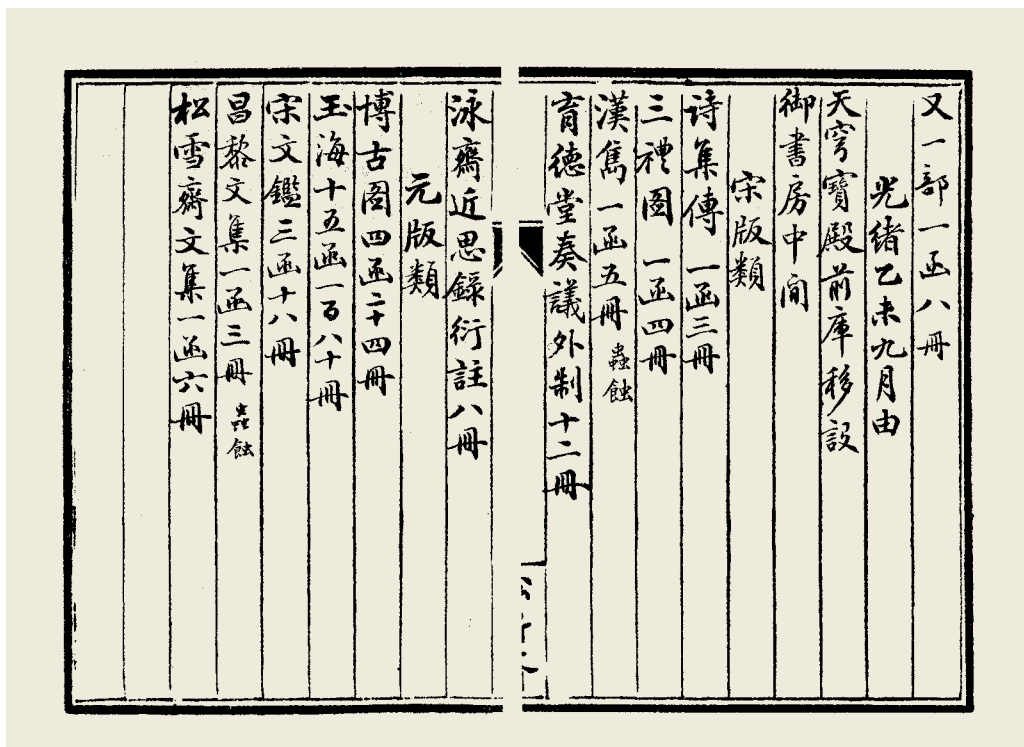 又一部一函八冊
光緒乙未九月由
天穹寶殿前庫移設
御書房中間
宋版類
詩集傳一函三冊
三禮圖一函四冊
漢雋一函五冊 蟲蝕
育德堂奏議外制十二冊
泳齋近思錄衍註八冊
元版類
博古圖四函二十四冊
玉海十五函一百八十冊
宋文鑑三函十八冊
昌黎文集一函三冊 蟲蝕
松雪齋文集一函六冊